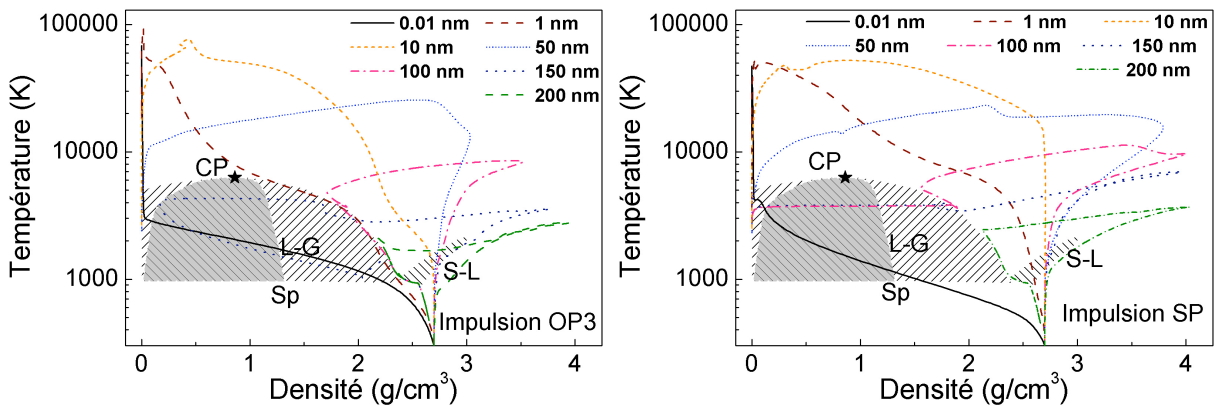 0.01 nm 1 nm
10 nm 50 nm
100 nm 150 nm
200 nm
100000
10000
1000
Température (K)
CP
L-G
S-L
Sp
Impulsion OP3
0 1 2 3 4
Densité (g/cm³)
0.01 nm 1 nm 10 nm
50 nm 100 nm 150 nm
200 nm
100000
10000
1000
Température (K)
CP
L-G
S-L
Sp
Impulsion SP
0 1 2 3 4
Densité (g/cm³)